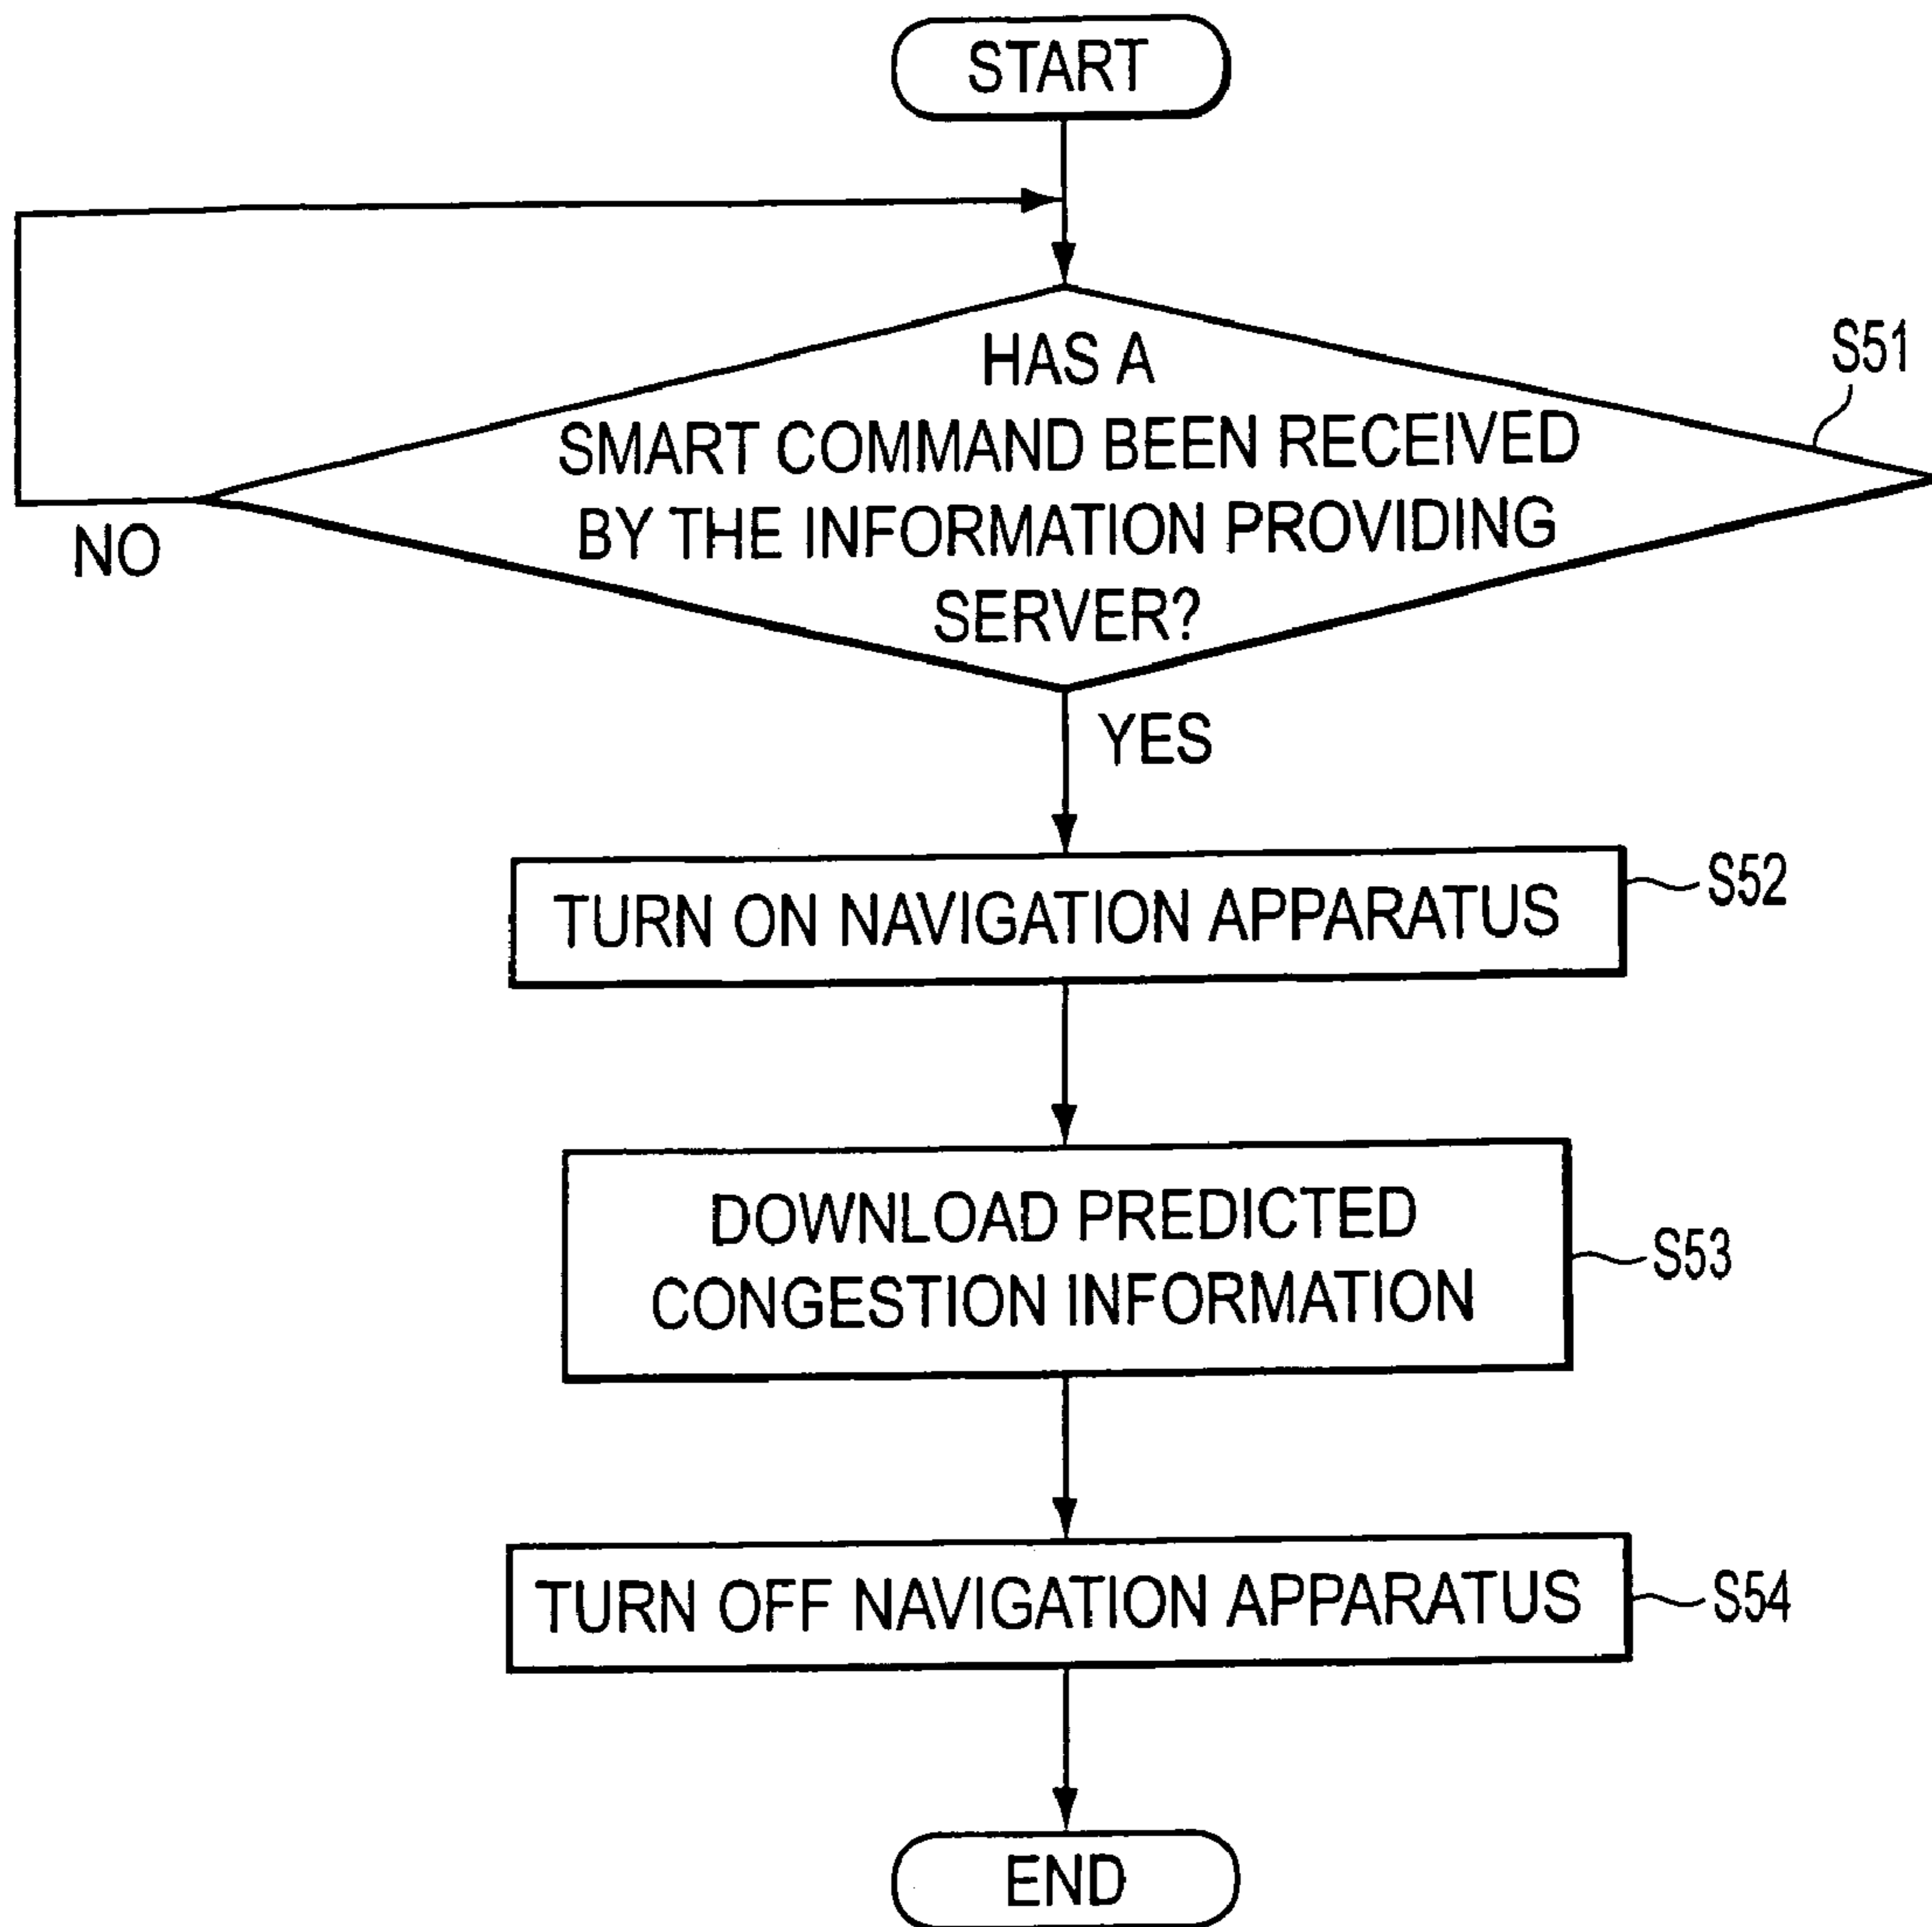 START
HAS A
SMART COMMAND BEEN RECEIVED
BY THE INFORMATION PROVIDING
SERVER?
S51
NO
YES
TURN ON NAVIGATION APPARATUS
S52
DOWNLOAD PREDICTED
CONGESTION INFORMATION
S53
TURN OFF NAVIGATION APPARATUS
S54
END